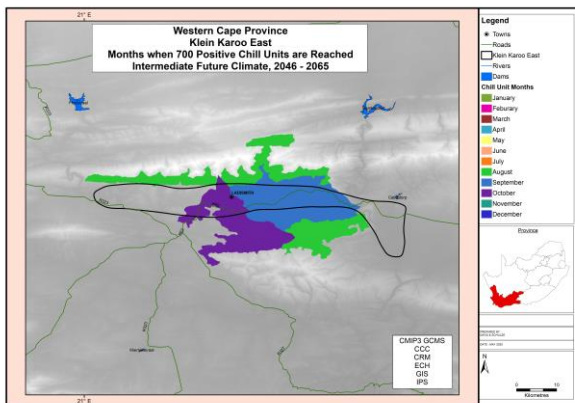 21° E
Western Cape Province
Klein Karoo East
Months when 700 Positive Chill Units are Reached
Intermediate Future Climate, 2046 - 2065
CMIP3 GCMS
CCC
CRM
ECH
GIS
IPS
21° E
Legend
Towns
Roads
Klein Karoo East
Rivers
Dams
Chill Unit Months
January
Feburary
March
April
May
June
July
August
September
October
November
December
Province
N
0
10
Kilometres